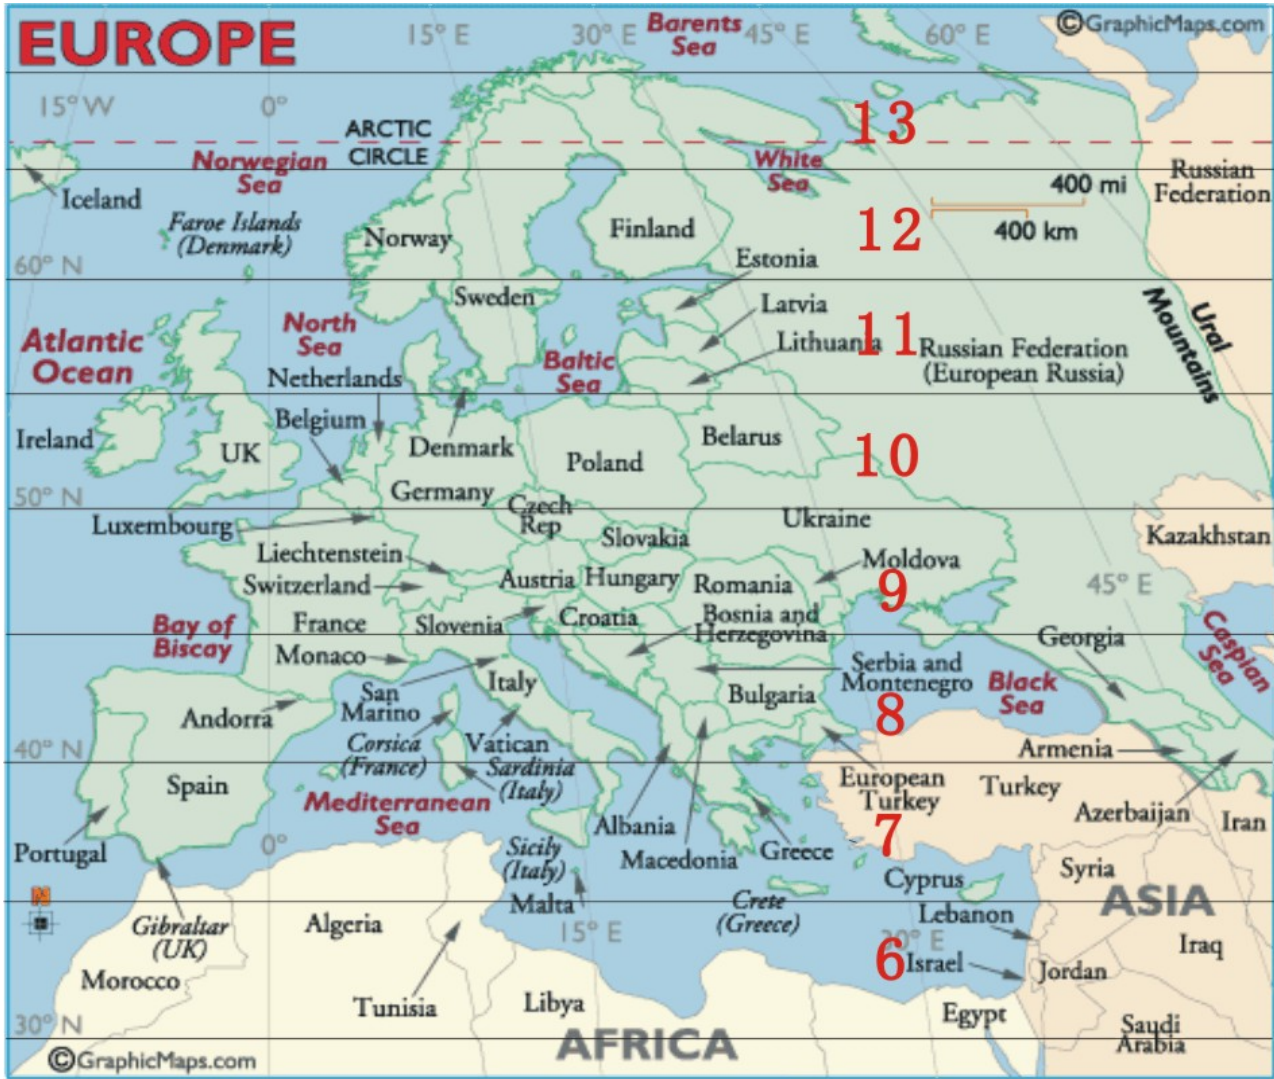 EUROPE
15° E
30° E
Barents
Sea
45° E
60° E
©GraphicMaps.com
15° W
0°
ARCTIC
CIRCLE
13
Norwegian
Sea
White
Sea
Russian
Federation
Iceland
400 mi
Faroe Islands
(Denmark)
Norway
Finland
12
400 km
60° N
Estonia
Sweden
Latvia
Ural
Mountains
North
Sea
Atlantic
Ocean
Baltic
Sea
Lithuania
11
Russian Federation
(European Russia)
Netherlands
Belgium
Ireland
UK
Denmark
Belarus
Poland
10
Germany
50° N
Czech
Rep
Luxembourg
Ukraine
Slovakia
Kazakhstan
Liechtenstein
Moldova
Switzerland
Austria
Hungary
Romania
9
45° E
Bay of
Biscay
France
Slovenia
Croatia
Bosnia and
Herzegovina
Georgia
Caspian
Sea
Monaco
San
Marino
Italy
Serbia and
Montenegro
Black
Sea
Bulgaria
Andorra
8
40° N
Corsica
(France)
Vatican
Sardinia
(Italy)
Armenia
Spain
European
Turkey
Turkey
Mediterranean
Sea
Azerbaijan
Iran
Albania
7
Portugal
0°
Sicily
(Italy)
Macedonia
Greece
Syria
N
Cyprus
ASIA
Gibraltar
(UK)
Algeria
Malta
Crete
(Greece)
Lebanon
15° E
30° E
Iraq
6
Israel
Jordan
Morocco
Tunisia
Libya
Egypt
30° N
Saudi
Arabia
AFRICA
©GraphicMaps.com